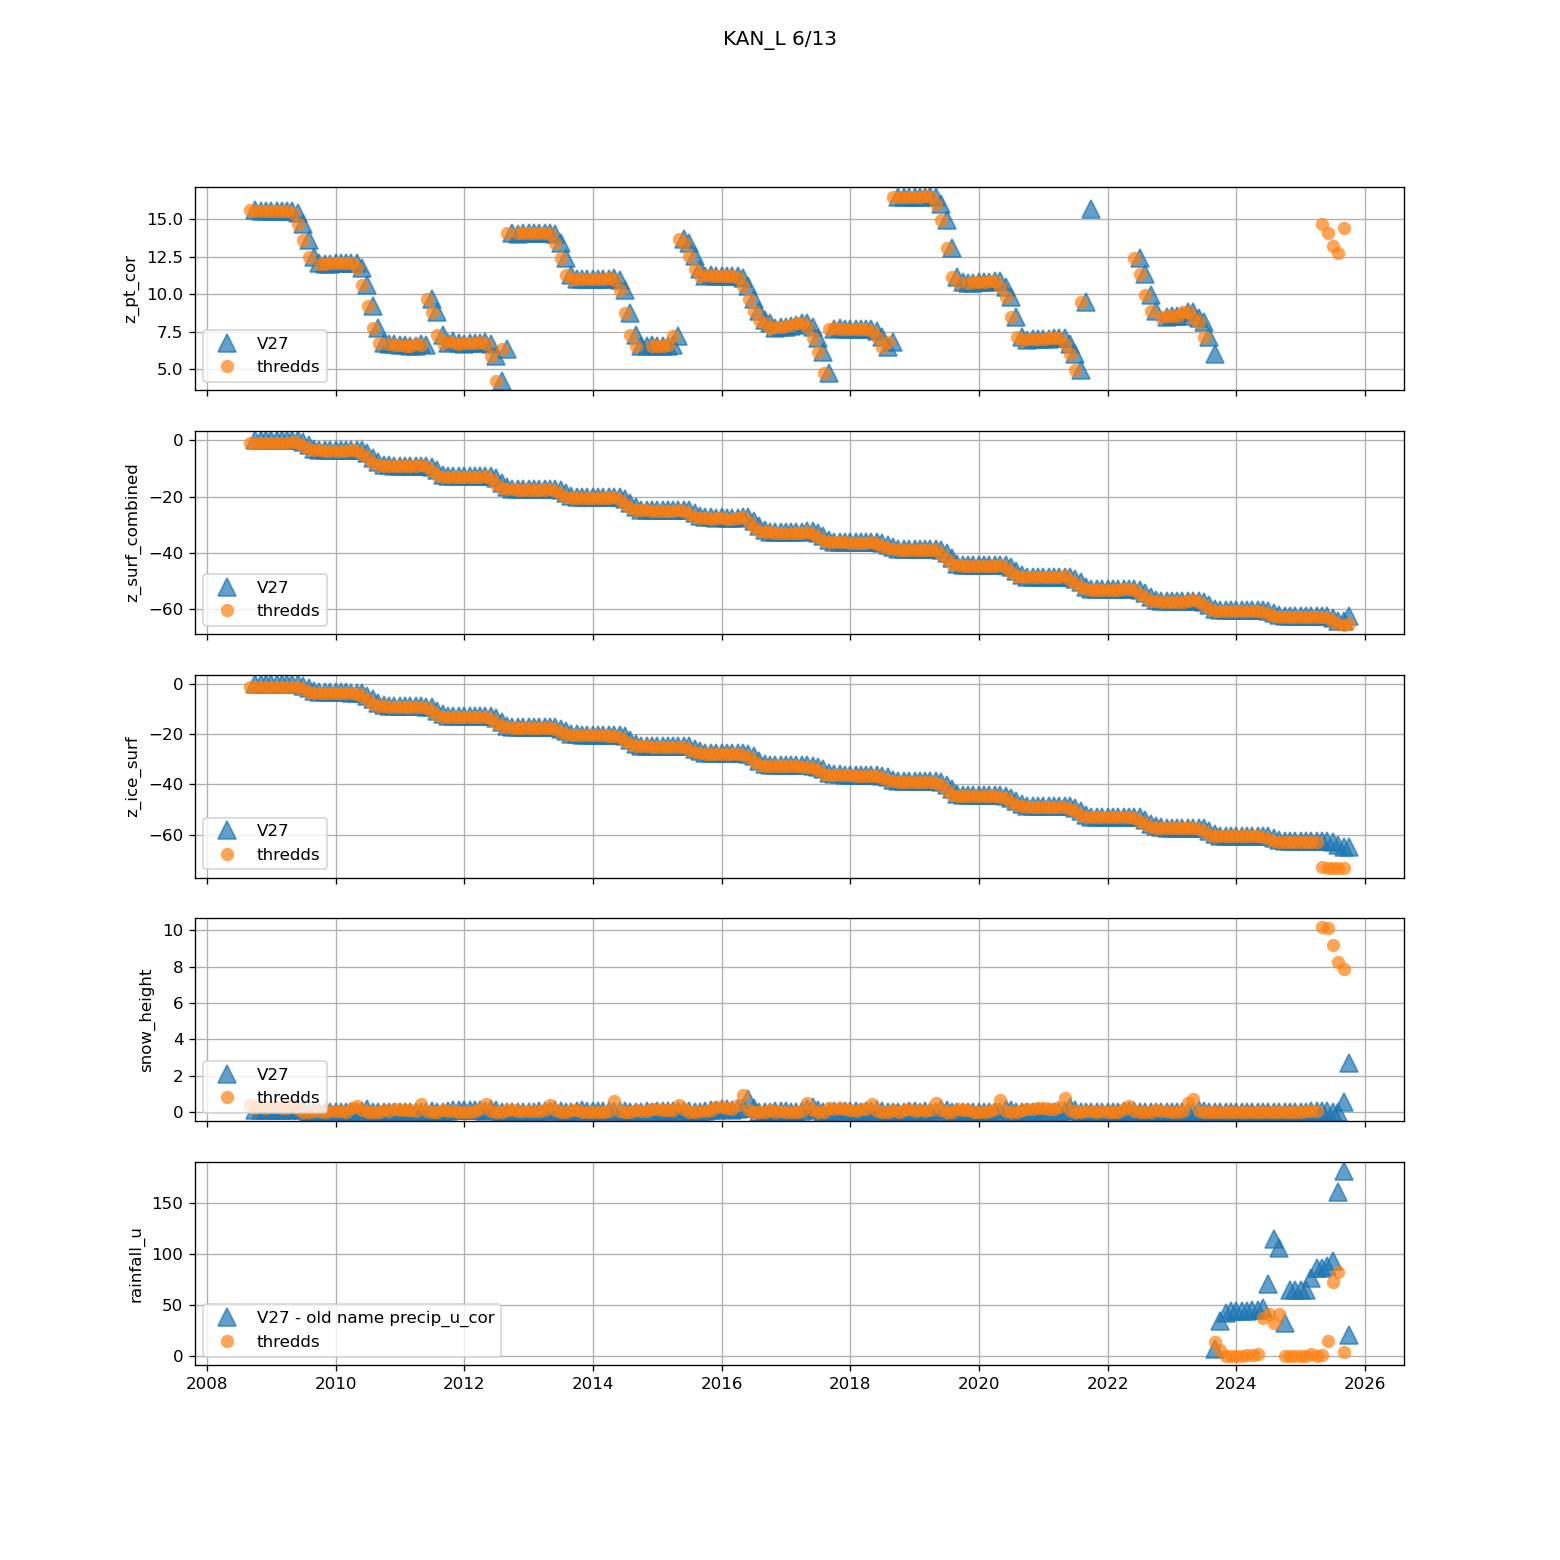 KAN_L 6/13
z_pt_cor
15.0
12.5
10.0
7.5
5.0
V27
thredds
z_surf_combined
0
−20
−40
−60
V27
thredds
z_ice_surf
0
−20
−40
−60
V27
thredds
snow_height
10
8
6
4
2
0
V27
thredds
rainfall_u
150
100
50
0
V27 - old name precip_u_cor
thredds
2008 2010 2012 2014 2016 2018 2020 2022 2024 2026